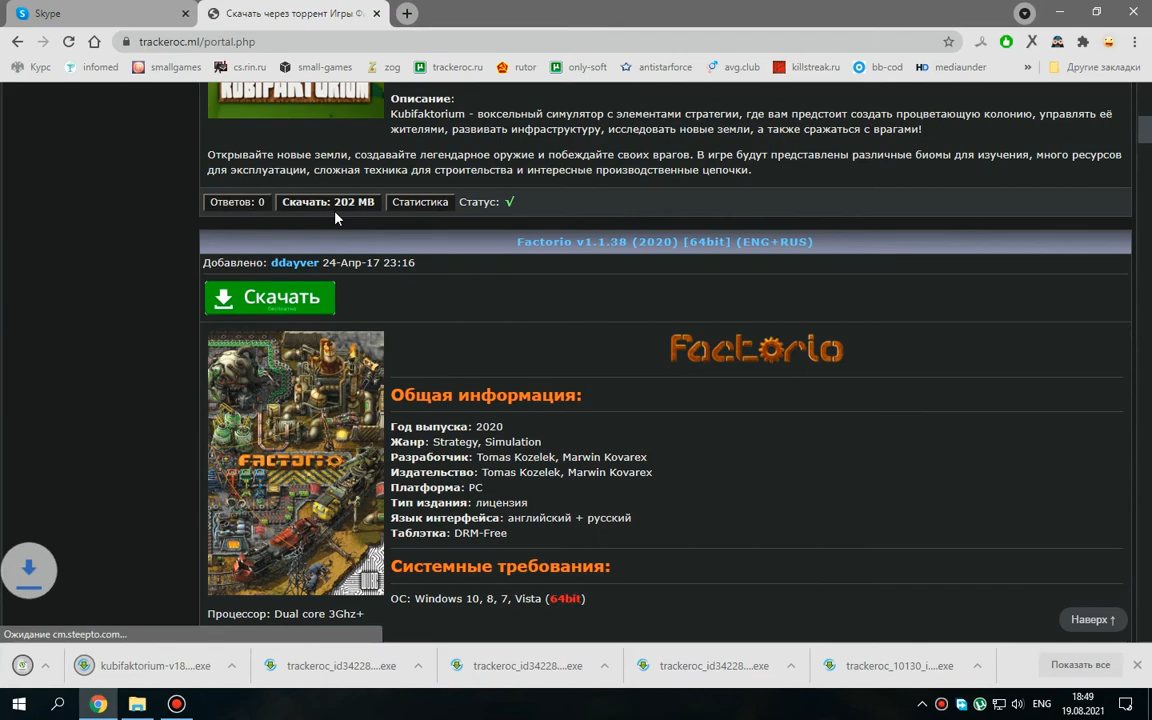 Skype
Скачать через торрент Игры Ф
trackeroc.ml/portal.php
Курс infomed smallgames cs.rin.ru small-games zog trackeroc.ru rutor only-soft antistarforce avg.club killstreak.ru bb-cod mediaunder » Другие закладки
KUBIFAKTORIUM
Описание:
Kubifaktorium - воксельный симулятор с элементами стратегии, где вам предстоит создать процветающую колонию, управлять её
жителями, развивать инфраструктуру, исследовать новые земли, а также сражаться с врагами!
Открывайте новые земли, создавайте легендарное оружие и побеждайте своих врагов. В игре будут представлены различные биомы для изучения, много ресурсов
для эксплуатации, сложная техника для строительства и интересные производственные цепочки.
Ответов: 0 Скачать: 202 MB Статистика Статус: √
Factorio v1.1.38 (2020) [64bit] (ENG+RUS)
Добавлено: ddayver 24-Апр-17 23:16
Скачать
Factorio
FACTORIO
Общая информация:
Год выпуска: 2020
Жанр: Strategy, Simulation
Разработчик: Tomas Kozelek, Marwin Kovarex
Издательство: Tomas Kozelek, Marwin Kovarex
Платформа: PC
Тип издания: лицензия
Язык интерфейса: английский + русский
Таблэтка: DRM-Free
Системные требования:
ОС: Windows 10, 8, 7, Vista (64bit)
Процессор: Dual core 3Ghz+
Наверх ↑
Ожидание cm.steepto.com...
kubifaktorium-v18....exe trackeroc_id34228....exe trackeroc_id34228....exe trackeroc_id34228....exe trackeroc_10130_i....exe Показать все
ENG
18:49
19.08.2021